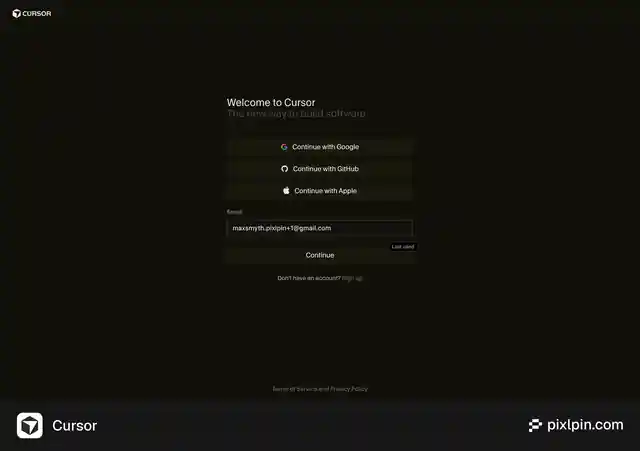 CURSOR
Welcome to Cursor
The new way to build software
Continue with Google
Continue with GitHub
Continue with Apple
Email
maxsmyth.pixlpin+1@gmail.com
Last used
Continue
Don't have an account? Sign up
Terms of Service and Privacy Policy
Cursor
pixlpin.com